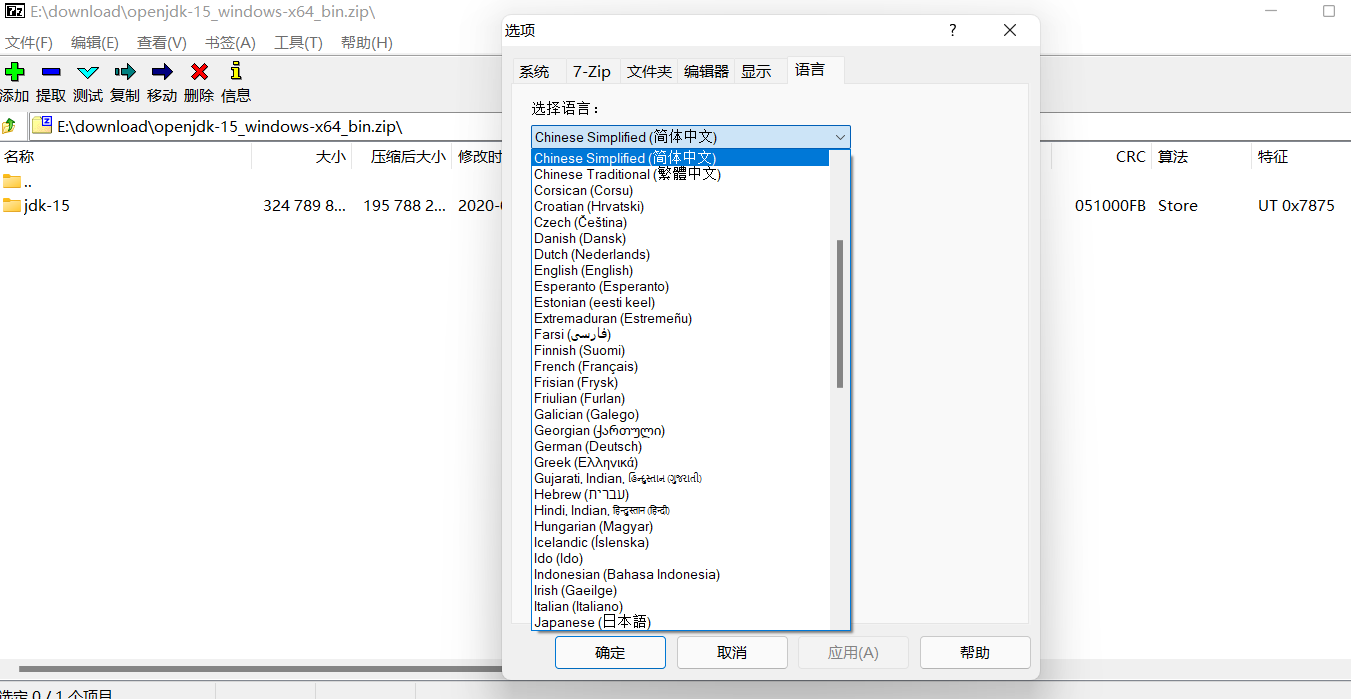 E:\download\openjdk-15_windows-x64_bin.zip\
文件(F) 编辑(E) 查看(V) 书签(A) 工具(T) 帮助(H)
添加 提取 测试 复制 移动 删除 信息
E:\download\openjdk-15_windows-x64_bin.zip\
名称 大小 压缩后大小 修改时 CRC 算法 特征
..
jdk-15 324 789 8... 195 788 2... 2020- 051000FB Store UT 0x7875
选定 0 / 1 个项目
选项
系统 7-Zip 文件夹 编辑器 显示 语言
选择语言：
Chinese Simplified (简体中文)
Chinese Simplified (简体中文)
Chinese Traditional (繁體中文)
Corsican (Corsu)
Croatian (Hrvatski)
Czech (Čeština)
Danish (Dansk)
Dutch (Nederlands)
English (English)
Esperanto (Esperanto)
Estonian (eesti keel)
Extremaduran (Estremeñu)
Farsi (فارسی)
Finnish (Suomi)
French (Français)
Frisian (Frysk)
Friulian (Furlan)
Galician (Galego)
Georgian (ქართული)
German (Deutsch)
Greek (Ελληνικά)
Gujarati, Indian, હિન્દુસ્તાન (ગુજરાતી)
Hebrew (עברית)
Hindi, Indian, हिन्दुस्तान (हिन्दी)
Hungarian (Magyar)
Icelandic (Íslenska)
Ido (Ido)
Indonesian (Bahasa Indonesia)
Irish (Gaeilge)
Italian (Italiano)
Japanese (日本語)
确定 取消 应用(A) 帮助